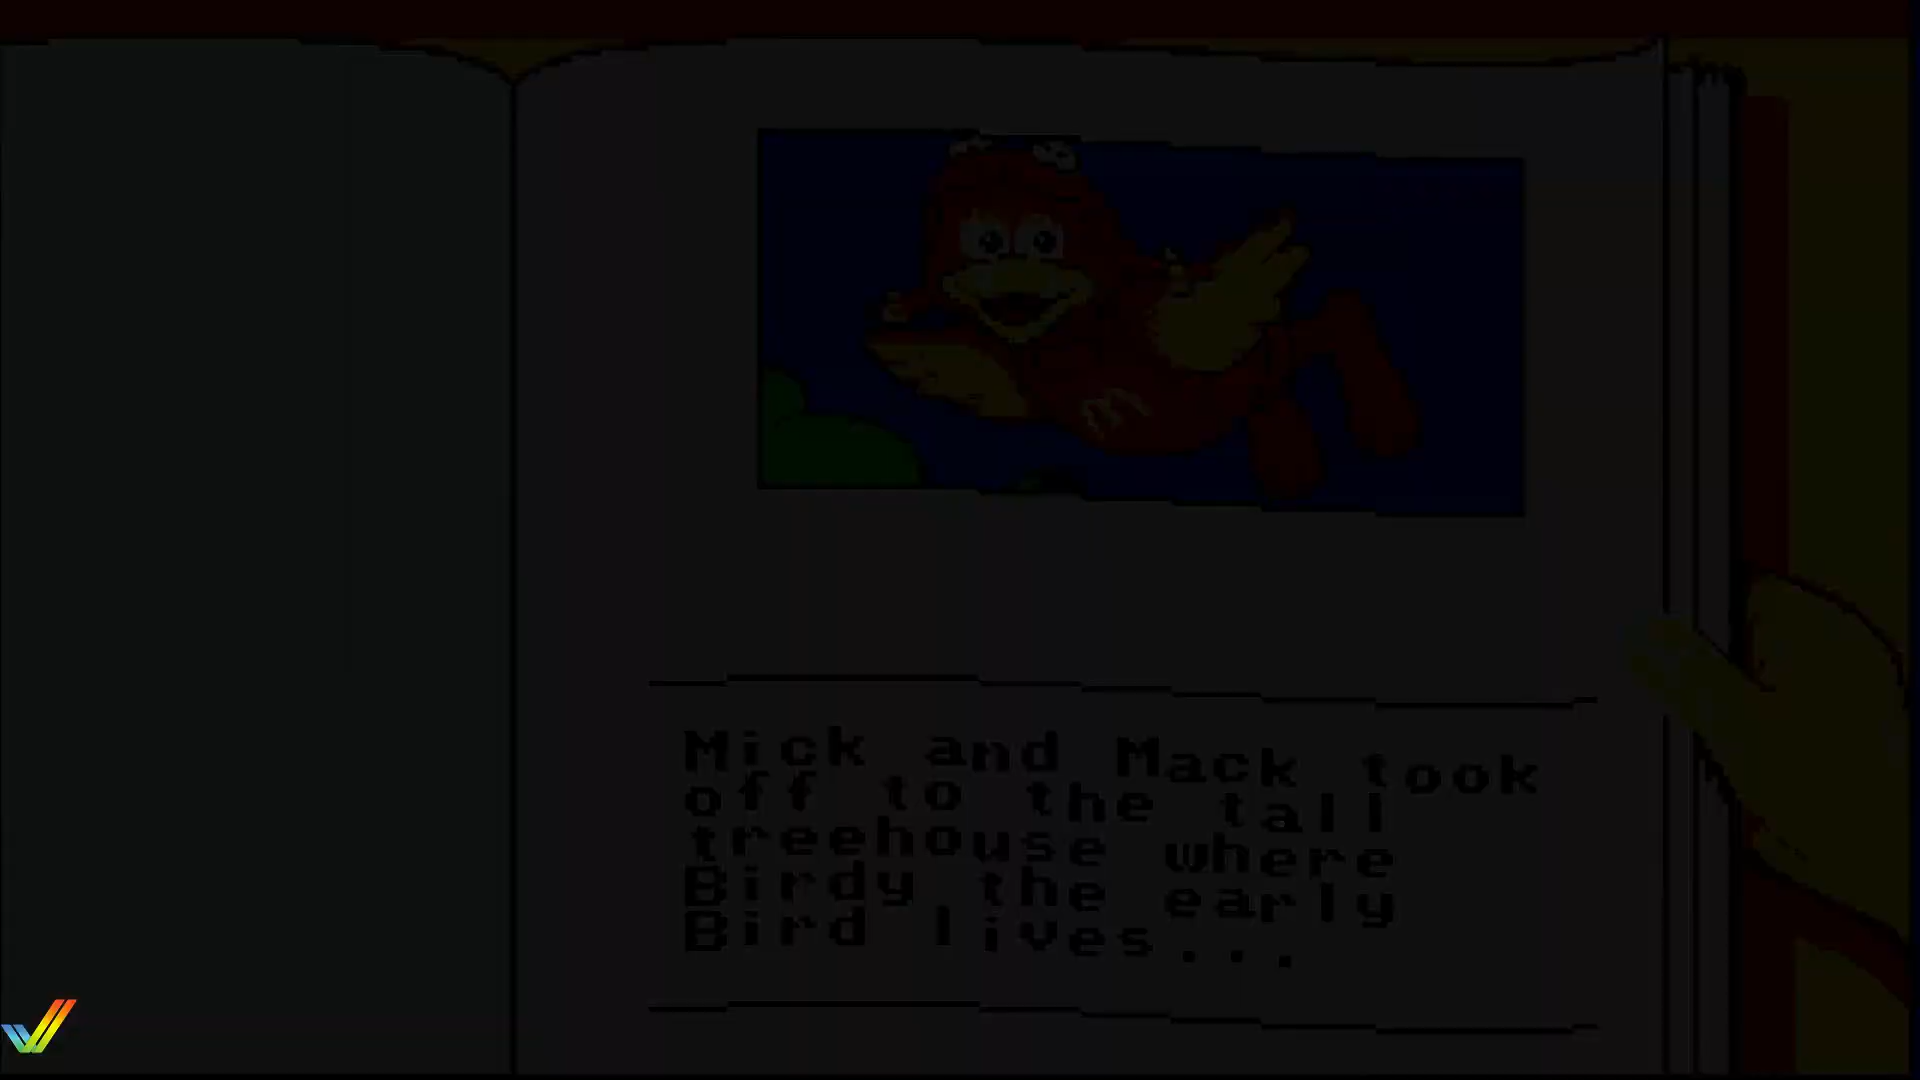 Mick and Mack took
off to the tall
treehouse where
Birdy the early
Bird lives...